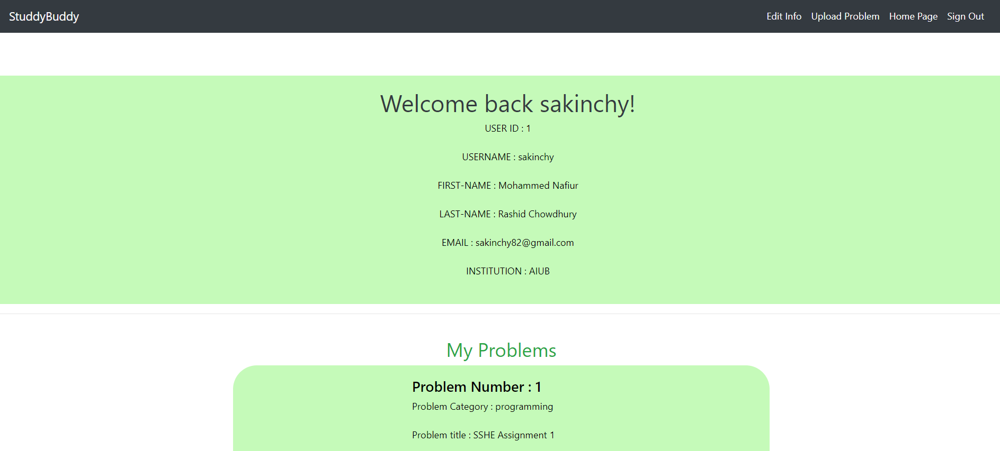 StuddyBuddy
Edit Info Upload Problem Home Page Sign Out
Welcome back sakinchy!
USER ID : 1
USERNAME : sakinchy
FIRST-NAME : Mohammed Nafiur
LAST-NAME : Rashid Chowdhury
EMAIL : sakinchy82@gmail.com
INSTITUTION : AIUB
My Problems
Problem Number : 1
Problem Category : programming
Problem title : SSHE Assignment 1